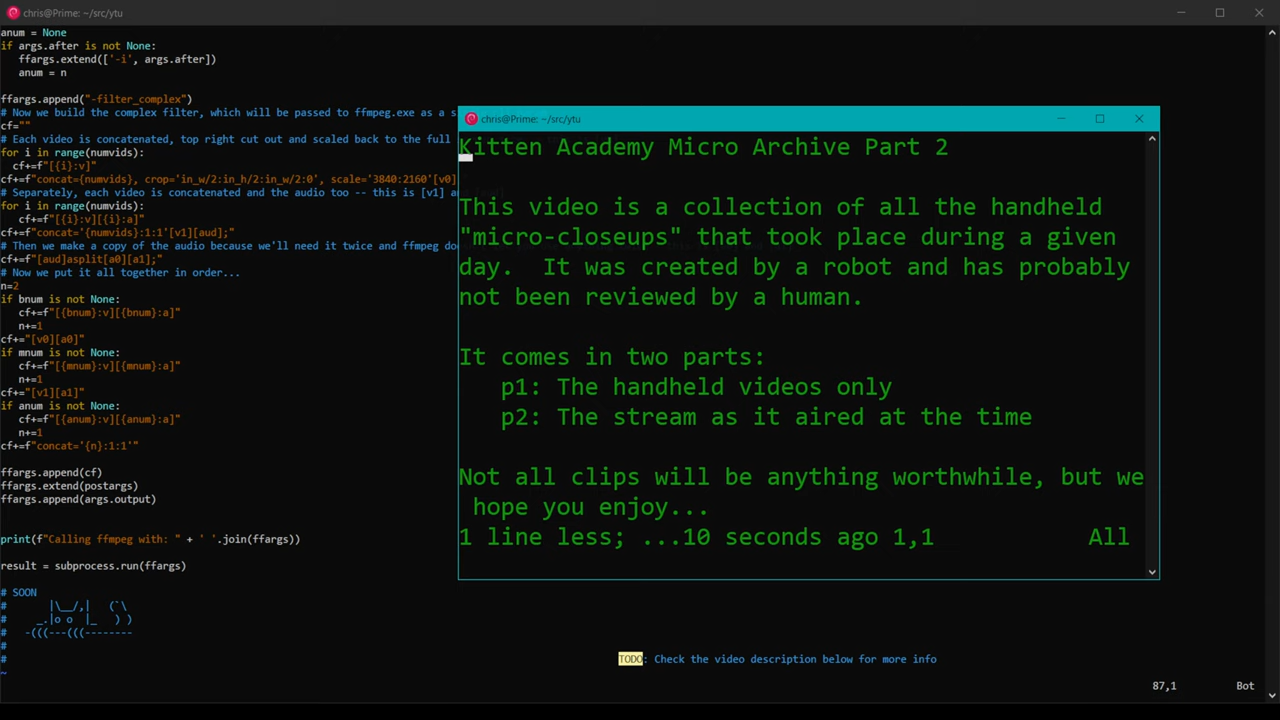 chris@Prime: ~/src/ytu
anum = None
if args.after is not None:
   ffargs.extend(['-i', args.after])
   anum = n
ffargs.append("-filter_complex")
# Now we build the complex filter, which will be passed to ffmpeg.exe as a s
cf=""
# Each video is concatenated, top right cut out and scaled back to the full
for i in range(numvids):
  cf+=f"[{i}:v]"
cf+=f"concat={numvids}, crop='in_w/2:in_h/2:in_w/2:0', scale='3840:2160'[v0]
# Separately, each video is concatenated and the audio too -- this is [v1] a
for i in range(numvids):
   cf+=f"[{i}:v][{i}:a]"
cf+=f"concat='{numvids}:1:1'[v1][aud];"
# Then we make a copy of the audio because we'll need it twice and ffmpeg do
cf+="[aud]asplit[a0][a1];"
# Now we put it all together in order...
n=2
if bnum is not None:
   cf+=f"[{bnum}:v][{bnum}:a]"
   n+=1
cf+="[v0][a0]"
if mnum is not None:
   cf+=f"[{mnum}:v][{mnum}:a]"
   n+=1
cf+="[v1][a1]"
if anum is not None:
   cf+=f"[{anum}:v][{anum}:a]"
   n+=1
cf+=f"concat='{n}:1:1'"
ffargs.append(cf)
ffargs.extend(postargs)
ffargs.append(args.output)
print(f"Calling ffmpeg with: " + ' '.join(ffargs))
result = subprocess.run(ffargs)
# SOON
#      |\__/,|   (`\
#    _.|o o  |_   ) )
#   -(((---(((--------
#
#
~
TODO: Check the video description below for more info
87,1
Bot
chris@Prime: ~/src/ytu
Kitten Academy Micro Archive Part 2
This video is a collection of all the handheld
"micro-closeups" that took place during a given
day.  It was created by a robot and has probably
not been reviewed by a human.
It comes in two parts:
   p1: The handheld videos only
   p2: The stream as it aired at the time
Not all clips will be anything worthwhile, but we
 hope you enjoy...
1 line less; ...10 seconds ago 1,1           All